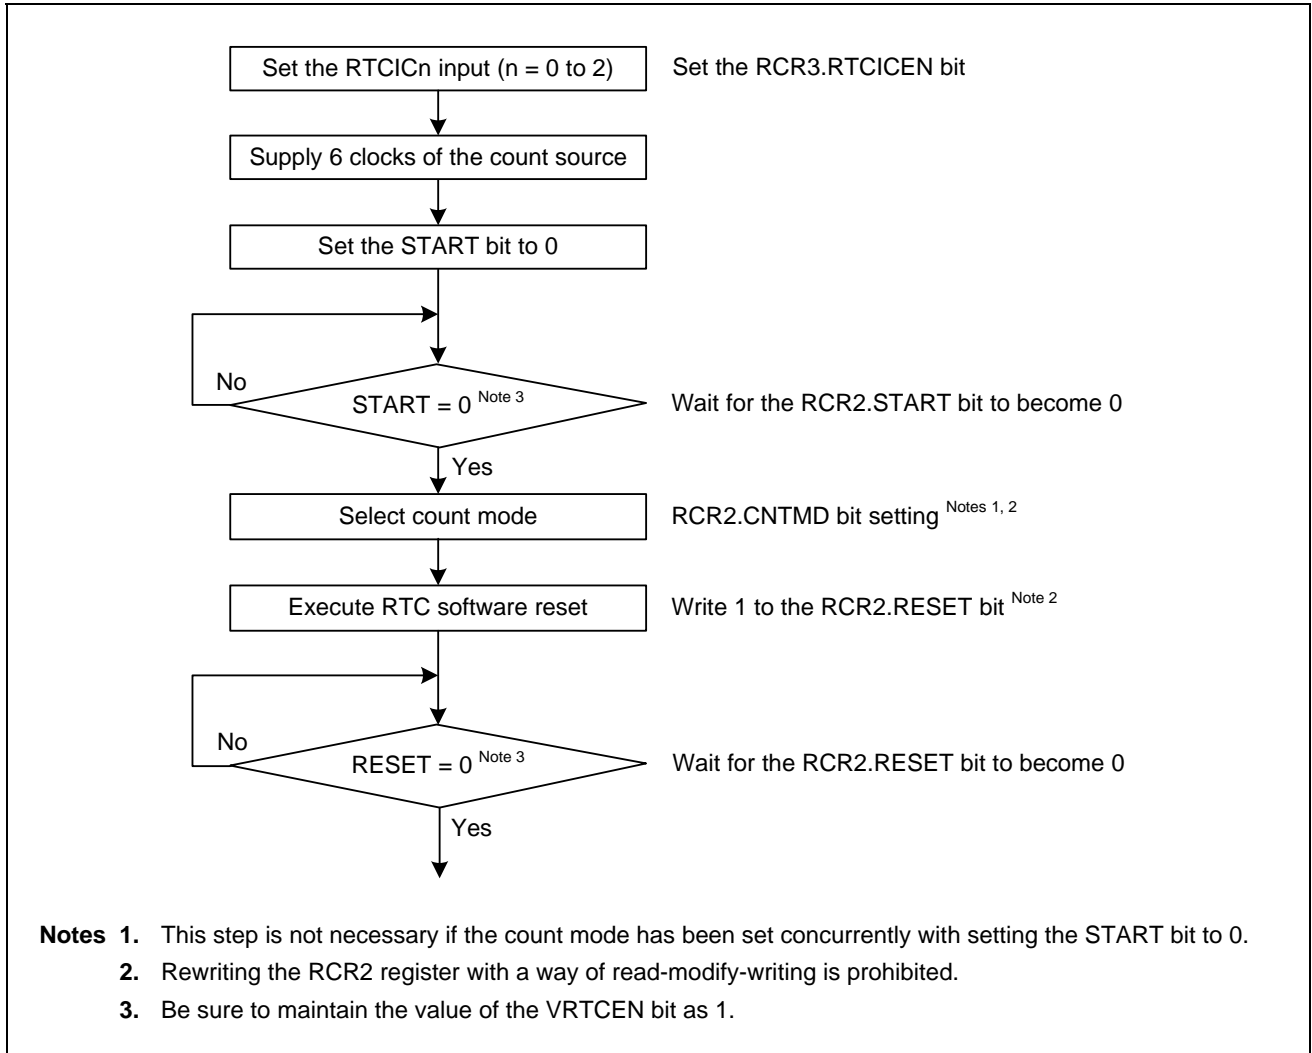 Set the RTCICn input (n = 0 to 2)
Set the RCR3.RTCICEN bit
Supply 6 clocks of the count source
Set the START bit to 0
No
START = 0 Note 3
Wait for the RCR2.START bit to become 0
Yes
Select count mode
RCR2.CNTMD bit setting Notes 1, 2
Execute RTC software reset
Write 1 to the RCR2.RESET bit Note 2
No
RESET = 0 Note 3
Wait for the RCR2.RESET bit to become 0
Yes
Notes 1. This step is not necessary if the count mode has been set concurrently with setting the START bit to 0.
2. Rewriting the RCR2 register with a way of read-modify-writing is prohibited.
3. Be sure to maintain the value of the VRTCEN bit as 1.